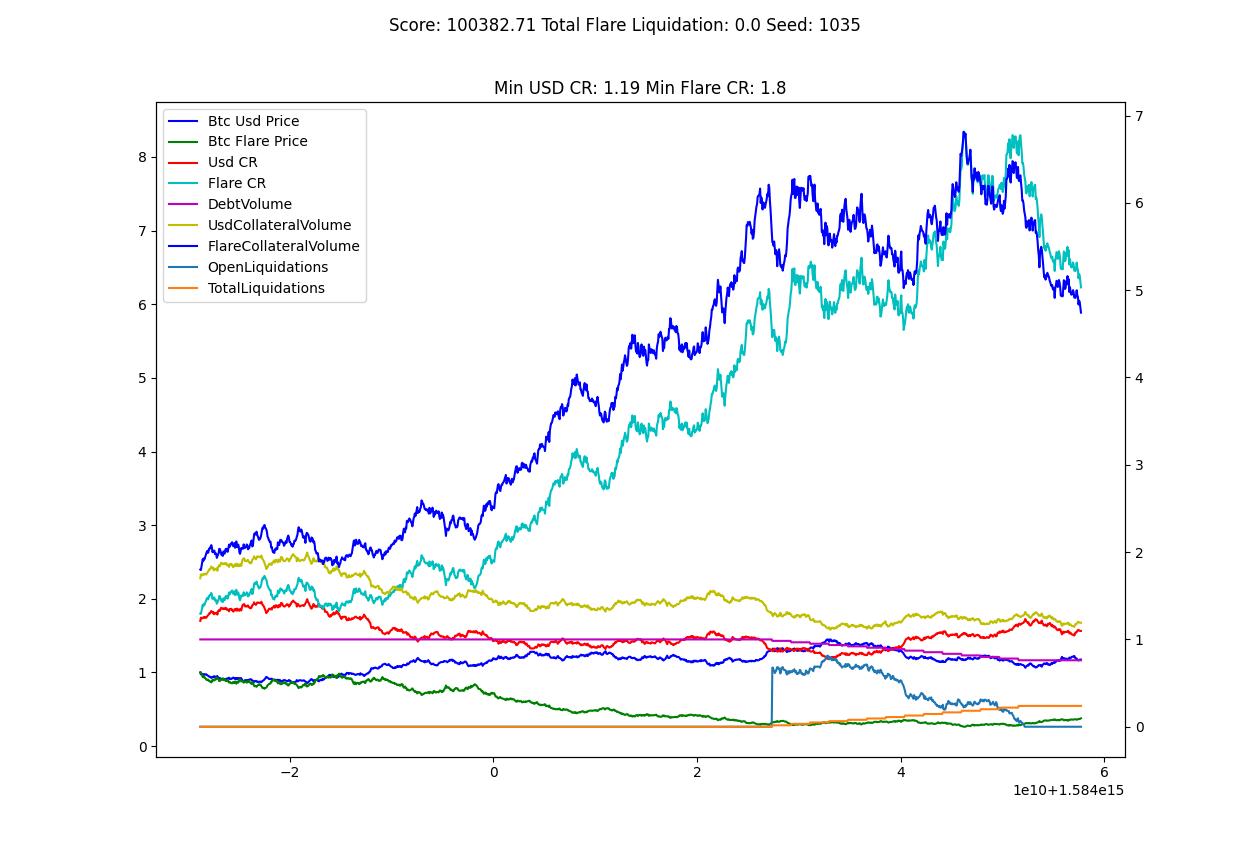 Score: 100382.71 Total Flare Liquidation: 0.0 Seed: 1035
Min USD CR: 1.19 Min Flare CR: 1.8
Btc Usd Price
Btc Flare Price
Usd CR
Flare CR
DebtVolume
UsdCollateralVolume
FlareCollateralVolume
OpenLiquidations
TotalLiquidations
8
7
6
5
4
3
2
1
0
7
6
5
4
3
2
1
0
−2
0
2
4
6
1e10+1.584e15